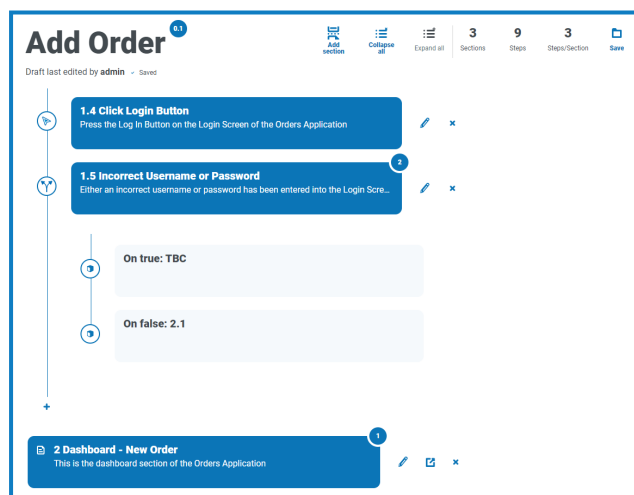 Add Order 0.1
Draft last edited by admin - Saved
Add section
Collapse all
Expand all
3 Sections
9 Steps
3 Steps/Section
Save
1.4 Click Login Button
Press the Log In Button on the Login Screen of the Orders Application
2
1.5 Incorrect Username or Password
Either an incorrect username or password has been entered into the Login Scre...
On true: TBC
On false: 2.1
+
1
2 Dashboard - New Order
This is the dashboard section of the Orders Application